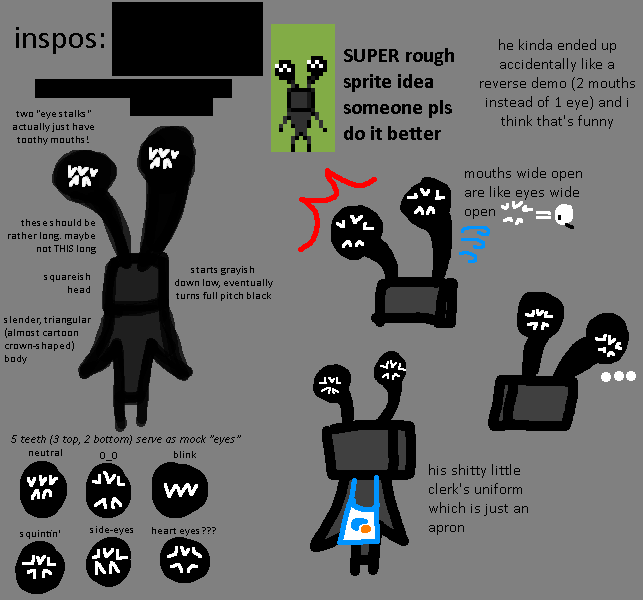 inspos:
SUPER rough
sprite idea
someone pls
do it better
he kinda ended up
accidentally like a
reverse demo (2 mouths
instead of 1 eye) and i
think that's funny
two "eye stalks"
actually just have
toothy mouths!
these should be
rather long. maybe
not THIS long
squareish
head
starts grayish
down low, eventually
turns full pitch black
slender, triangular
(almost cartoon
crown-shaped)
body
mouths wide open
are like eyes wide
open
=
5 teeth (3 top, 2 bottom) serve as mock "eyes"
neutral
0_0
blink
squintin'
side-eyes
heart eyes???
his shitty little
clerk's uniform
which is just an
apron